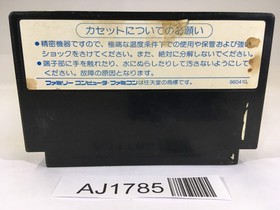 カセットについてのお願い
●精密機器ですので、極端な温度条件下での使用や保管および強い
ショックをさけてください。また、絶対に分解しないでください。
●端子部に手を触れたり、水にぬらしたりして汚さないようにして
ください。故障の原因となります。
ファミリーコンピュータ・ファミコンは任天堂の商標です。
AJ1785